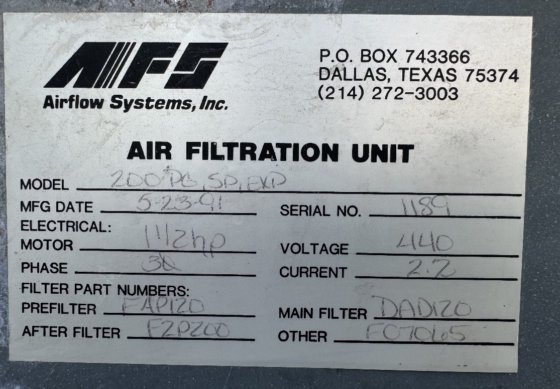 AFS
Airflow Systems, Inc.
P.O. BOX 743366
DALLAS, TEXAS 75374
(214) 272-3003
AIR FILTRATION UNIT
MODEL 200 PG, SP, EXP
MFG DATE 5-23-91 SERIAL NO. 1189
ELECTRICAL:
MOTOR 1 1/2hp VOLTAGE 440
PHASE 3Ø CURRENT 2.2
FILTER PART NUMBERS:
PREFILTER FAP120 MAIN FILTER DAD120
AFTER FILTER FZP200 OTHER